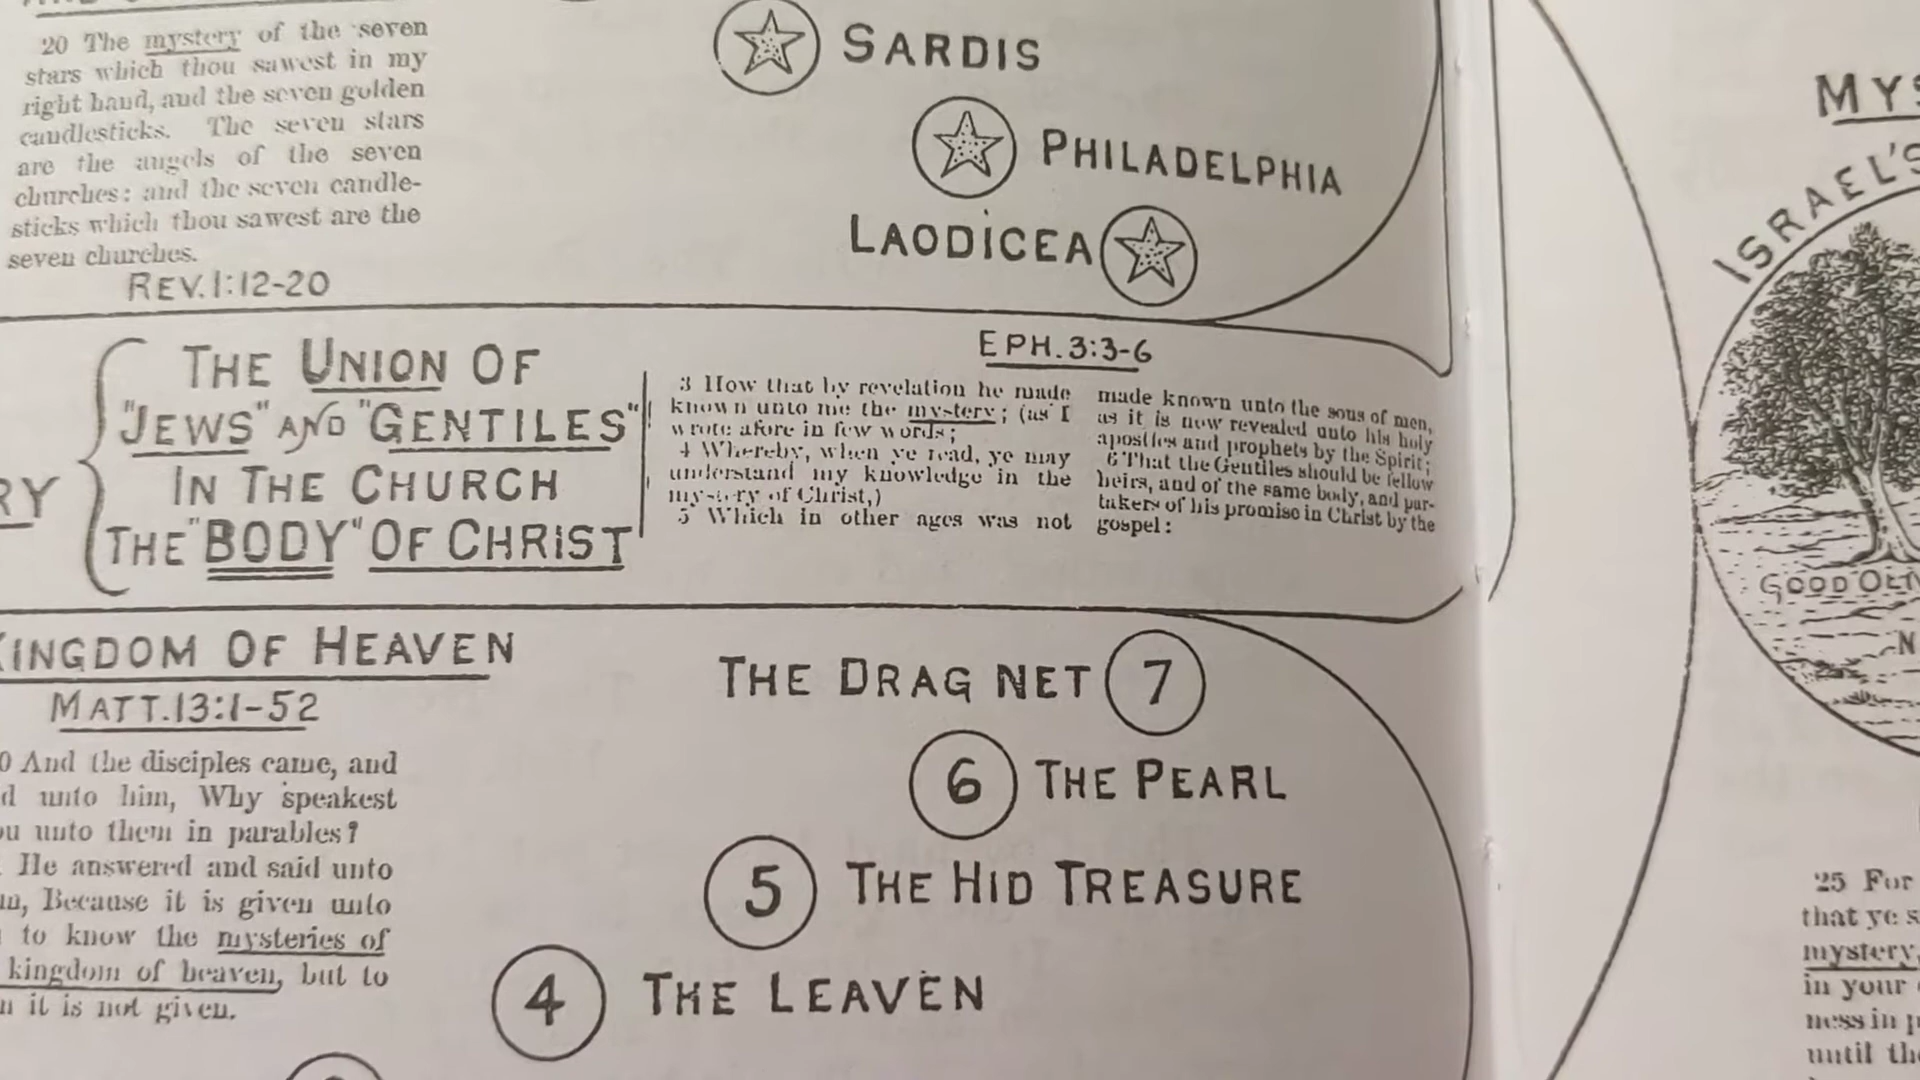 20 The mystery of the seven
stars which thou sawest in my
right hand, and the seven golden
candlesticks. The seven stars
are the angels of the seven
churches: and the seven candle-
sticks which thou sawest are the
seven churches.
REV. 1:12-20
SARDIS
PHILADELPHIA
LAODICEA
RY
THE UNION OF
"JEWS" AND "GENTILES"
IN THE CHURCH
THE "BODY" OF CHRIST
EPH. 3:3-6
3 How that by revelation he made
known unto me the mystery; (as I
wrote afore in few words;
4 Whereby, when ye read, ye may
understand my knowledge in the
mystery of Christ,)
5 Which in other ages was not
made known unto the sons of men,
as it is now revealed unto his holy
apostles and prophets by the Spirit;
6 That the Gentiles should be fellow
heirs, and of the same body, and par-
takers of his promise in Christ by the
gospel:
KINGDOM OF HEAVEN
MATT. 13:1-52
0 And the disciples came, and
d unto him, Why speakest
ou unto them in parables?
He answered and said unto
m, Because it is given unto
to know the mysteries of
kingdom of heaven, but to
m it is not given.
THE DRAG NET 7
6 THE PEARL
5 THE HID TREASURE
4 THE LEAVEN
MYS
ISRAEL'S
GOOD OLIV
N
25 For
that ye s
mystery,
in your
ness in p
until the